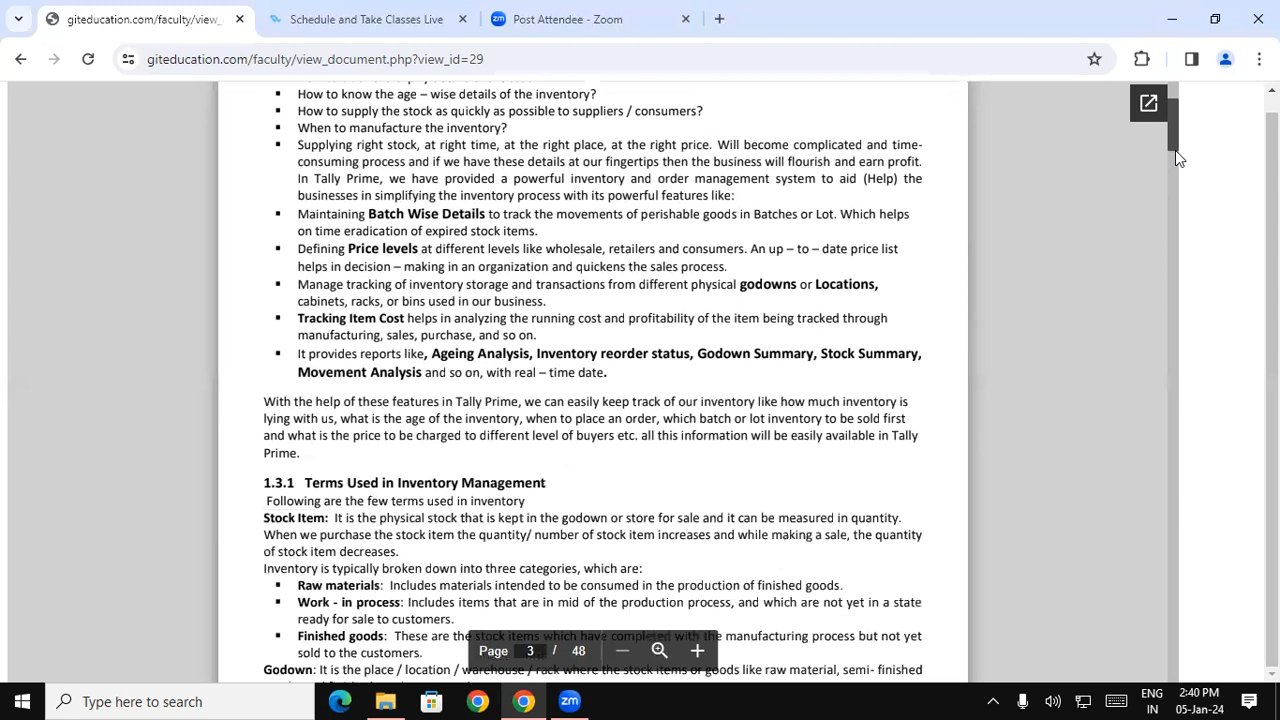 giteducation.com/faculty/view_
Schedule and Take Classes Live
Post Attendee - Zoom
giteducation.com/faculty/view_document.php?view_id=29
▪ How to know the age – wise details of the inventory?
▪ How to supply the stock as quickly as possible to suppliers / consumers?
▪ When to manufacture the inventory?
▪ Supplying right stock, at right time, at the right place, at the right price. Will become complicated and time-
consuming process and if we have these details at our fingertips then the business will flourish and earn profit.
In Tally Prime, we have provided a powerful inventory and order management system to aid (Help) the
businesses in simplifying the inventory process with its powerful features like:
▪ Maintaining Batch Wise Details to track the movements of perishable goods in Batches or Lot. Which helps
on time eradication of expired stock items.
▪ Defining Price levels at different levels like wholesale, retailers and consumers. An up – to – date price list
helps in decision – making in an organization and quickens the sales process.
▪ Manage tracking of inventory storage and transactions from different physical godowns or Locations,
cabinets, racks, or bins used in our business.
▪ Tracking Item Cost helps in analyzing the running cost and profitability of the item being tracked through
manufacturing, sales, purchase, and so on.
▪ It provides reports like, Ageing Analysis, Inventory reorder status, Godown Summary, Stock Summary,
Movement Analysis and so on, with real – time date.
With the help of these features in Tally Prime, we can easily keep track of our inventory like how much inventory is
lying with us, what is the age of the inventory, when to place an order, which batch or lot inventory to be sold first
and what is the price to be charged to different level of buyers etc. all this information will be easily available in Tally
Prime.
1.3.1 Terms Used in Inventory Management
Following are the few terms used in inventory
Stock Item: It is the physical stock that is kept in the godown or store for sale and it can be measured in quantity.
When we purchase the stock item the quantity/ number of stock item increases and while making a sale, the quantity
of stock item decreases.
Inventory is typically broken down into three categories, which are:
▪ Raw materials: Includes materials intended to be consumed in the production of finished goods.
▪ Work - in process: Includes items that are in mid of the production process, and which are not yet in a state
ready for sale to customers.
▪ Finished goods: These are the stock items which have completed with the manufacturing process but not yet
sold to the customers.
Page 3 / 48
Godown: It is the place / location / warehouse / rack where the stock items or goods like raw material, semi- finished
Type here to search
ENG
IN
2:40 PM
05-Jan-24